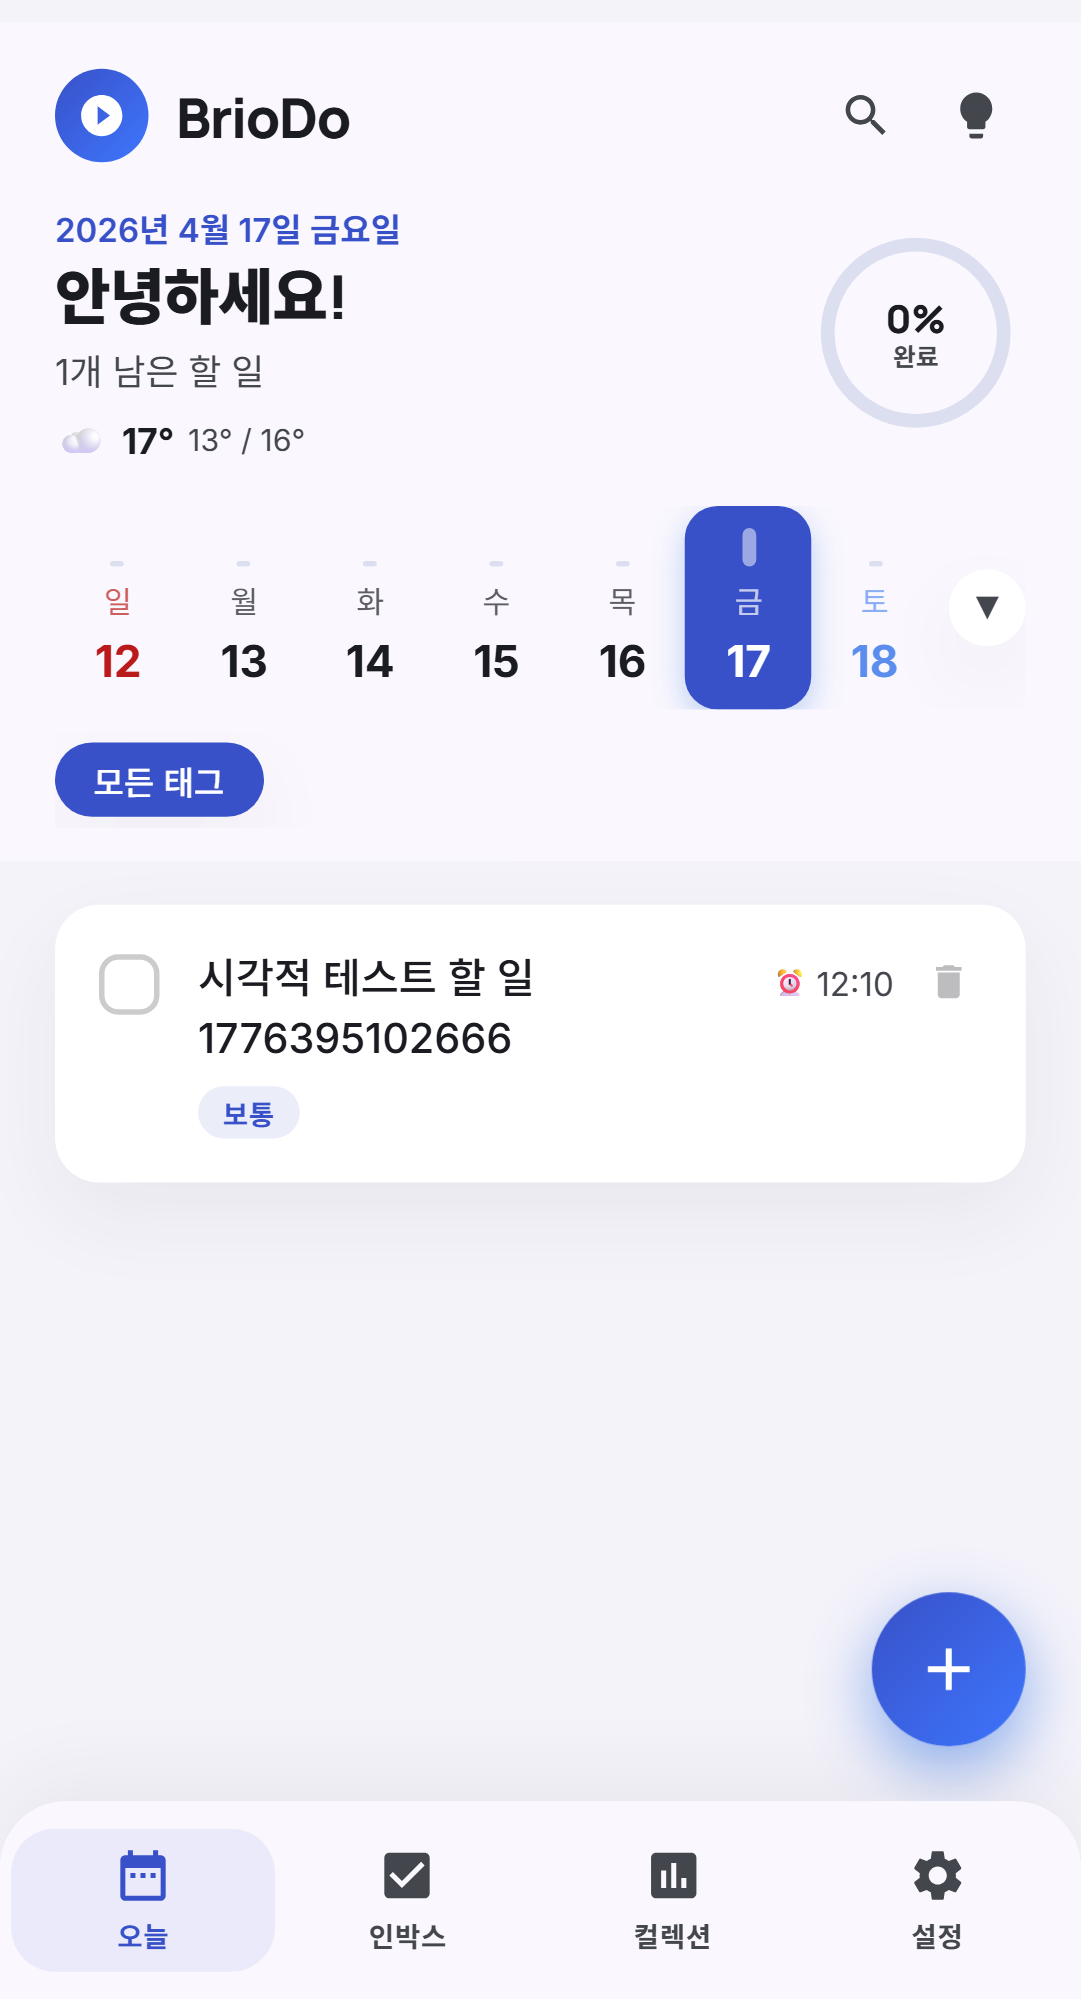 BrioDo
2026년 4월 17일 금요일
안녕하세요!
1개 남은 할 일
17° 13° / 16°
0%
완료
일 월 화 수 목 금 토
12 13 14 15 16 17 18
모든 태그
시각적 테스트 할 일
1776395102666
12:10
보통
오늘 인박스 컬렉션 설정